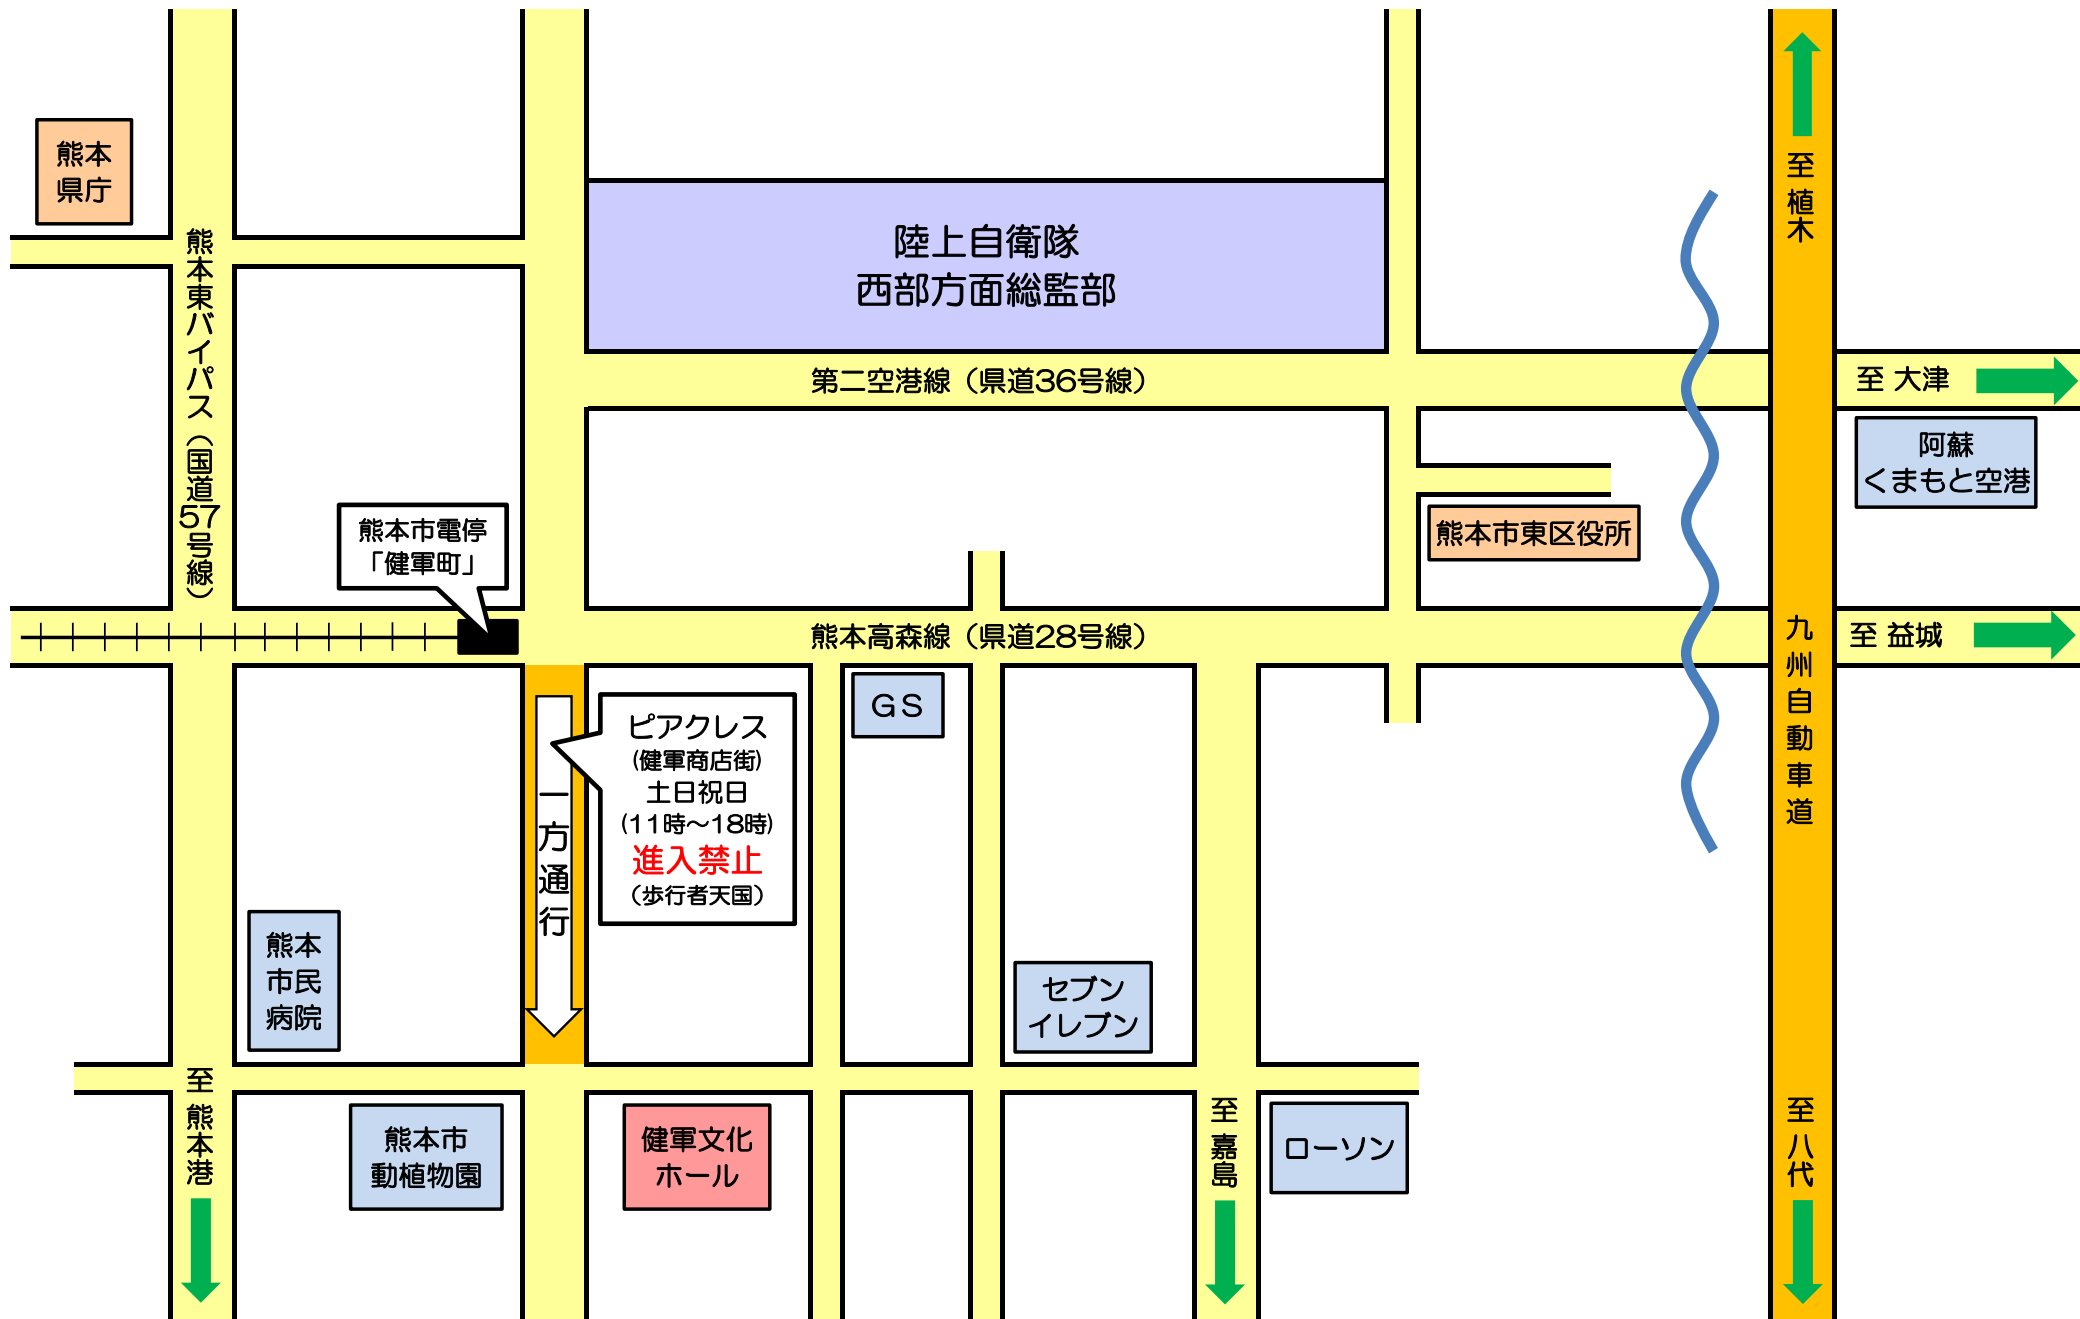 熊本
県庁
熊本東バイパス（国道57号線）
陸上自衛隊
西部方面総監部
至 植木
第二空港線（県道36号線）
至 大津
阿蘇
くまもと空港
熊本市電停
「健軍町」
熊本市東区役所
熊本高森線（県道28号線）
九州自動車道
至 益城
GS
ピアクレス
(健軍商店街)
土日祝日
(11時～18時)
進入禁止
（歩行者天国）
一方通行
熊本
市民
病院
セブン
イレブン
至 熊本港
熊本市
動植物園
健軍文化
ホール
至 嘉島
ローソン
至 八代